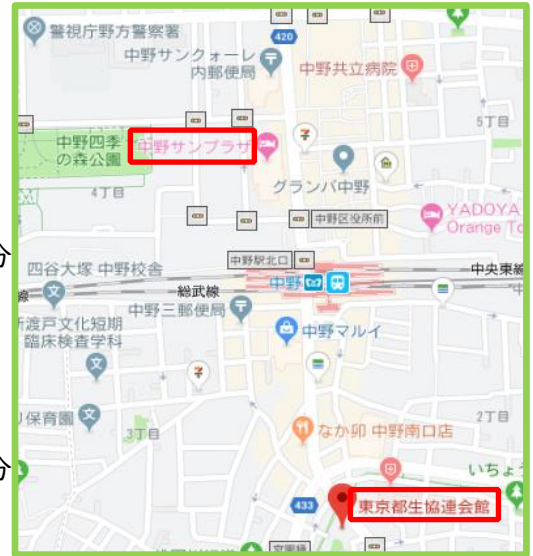 警視庁野方警察署
420
中野サンクォーレ
内郵便局
中野共立病院
5丁目
中野四季
の森公園
中野サンプラザ
グランパ中野
4丁目
中野区役所前
YADOYA
Orange To
中野駅北口
分
四谷大塚 中野校舎
中央東線
中野
総武線
線
中野三郵便局
新渡戸文化短期
臨床検査学科
中野マルイ
文
保育園
文
3丁目
2丁目
なか卯 中野南口店
分
いちょ
433
東京都生協連会館